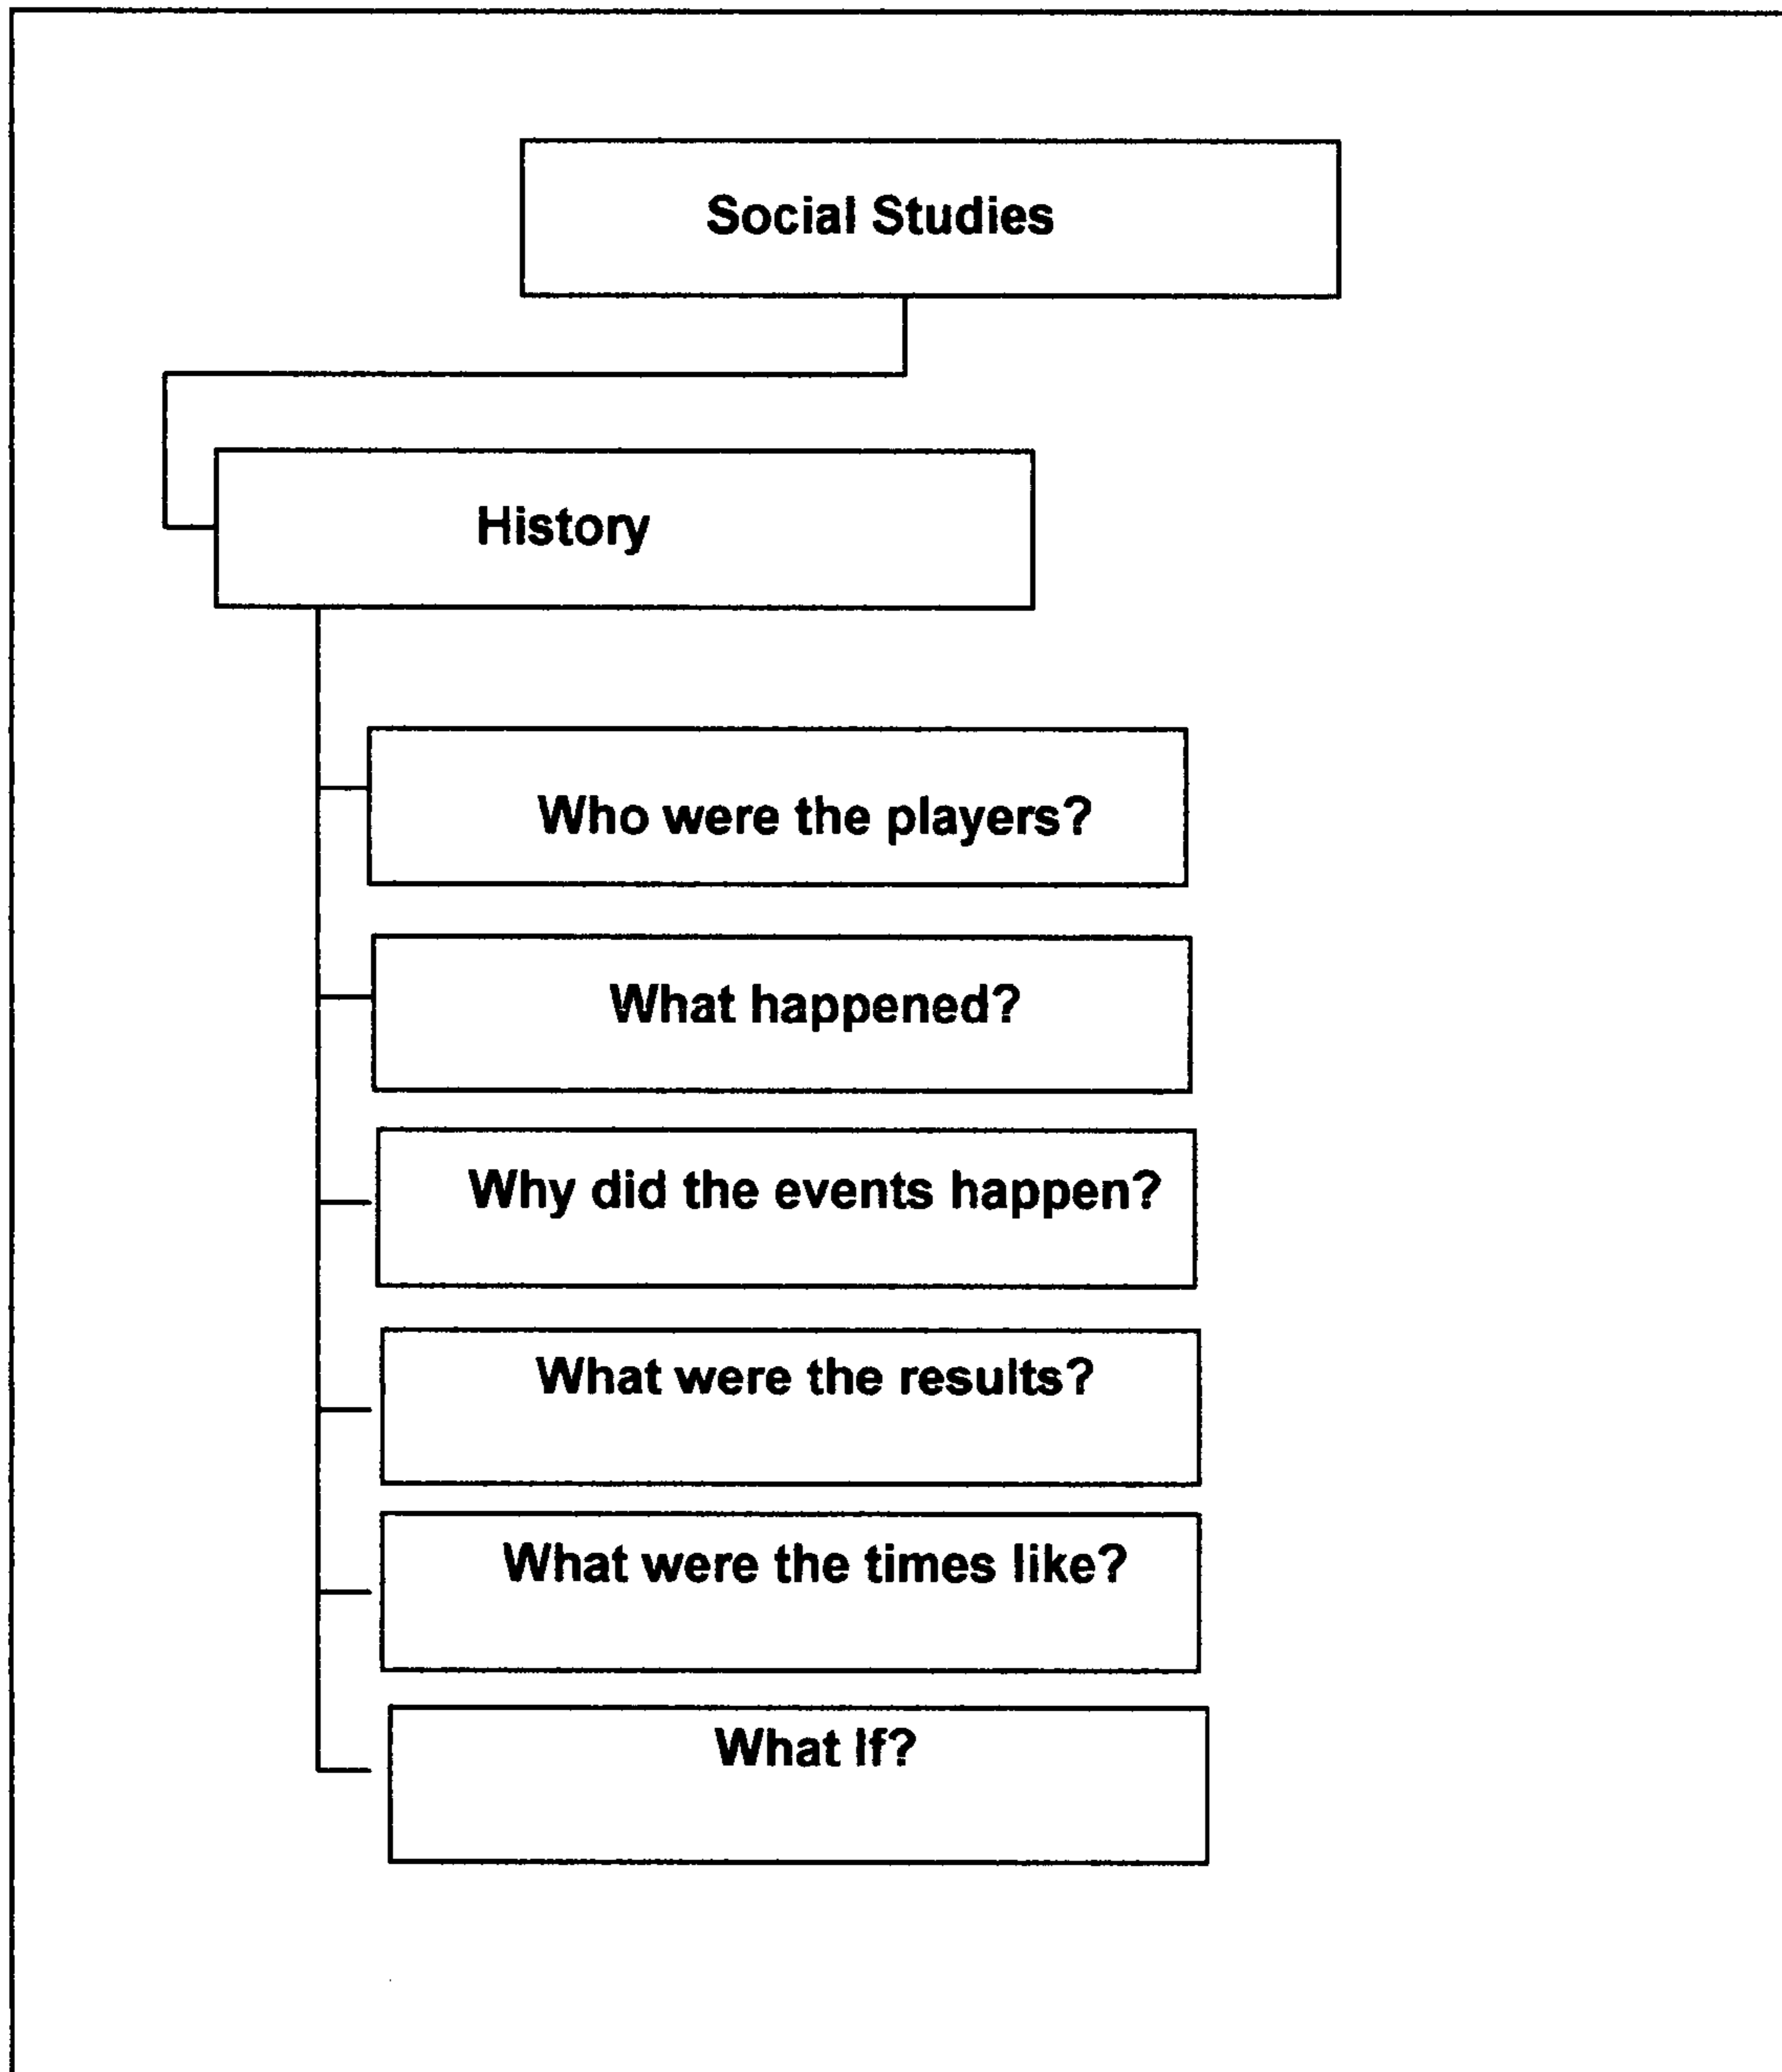 Social Studies
History
Who were the players?
What happened?
Why did the events happen?
What were the results?
What were the times like?
What If?